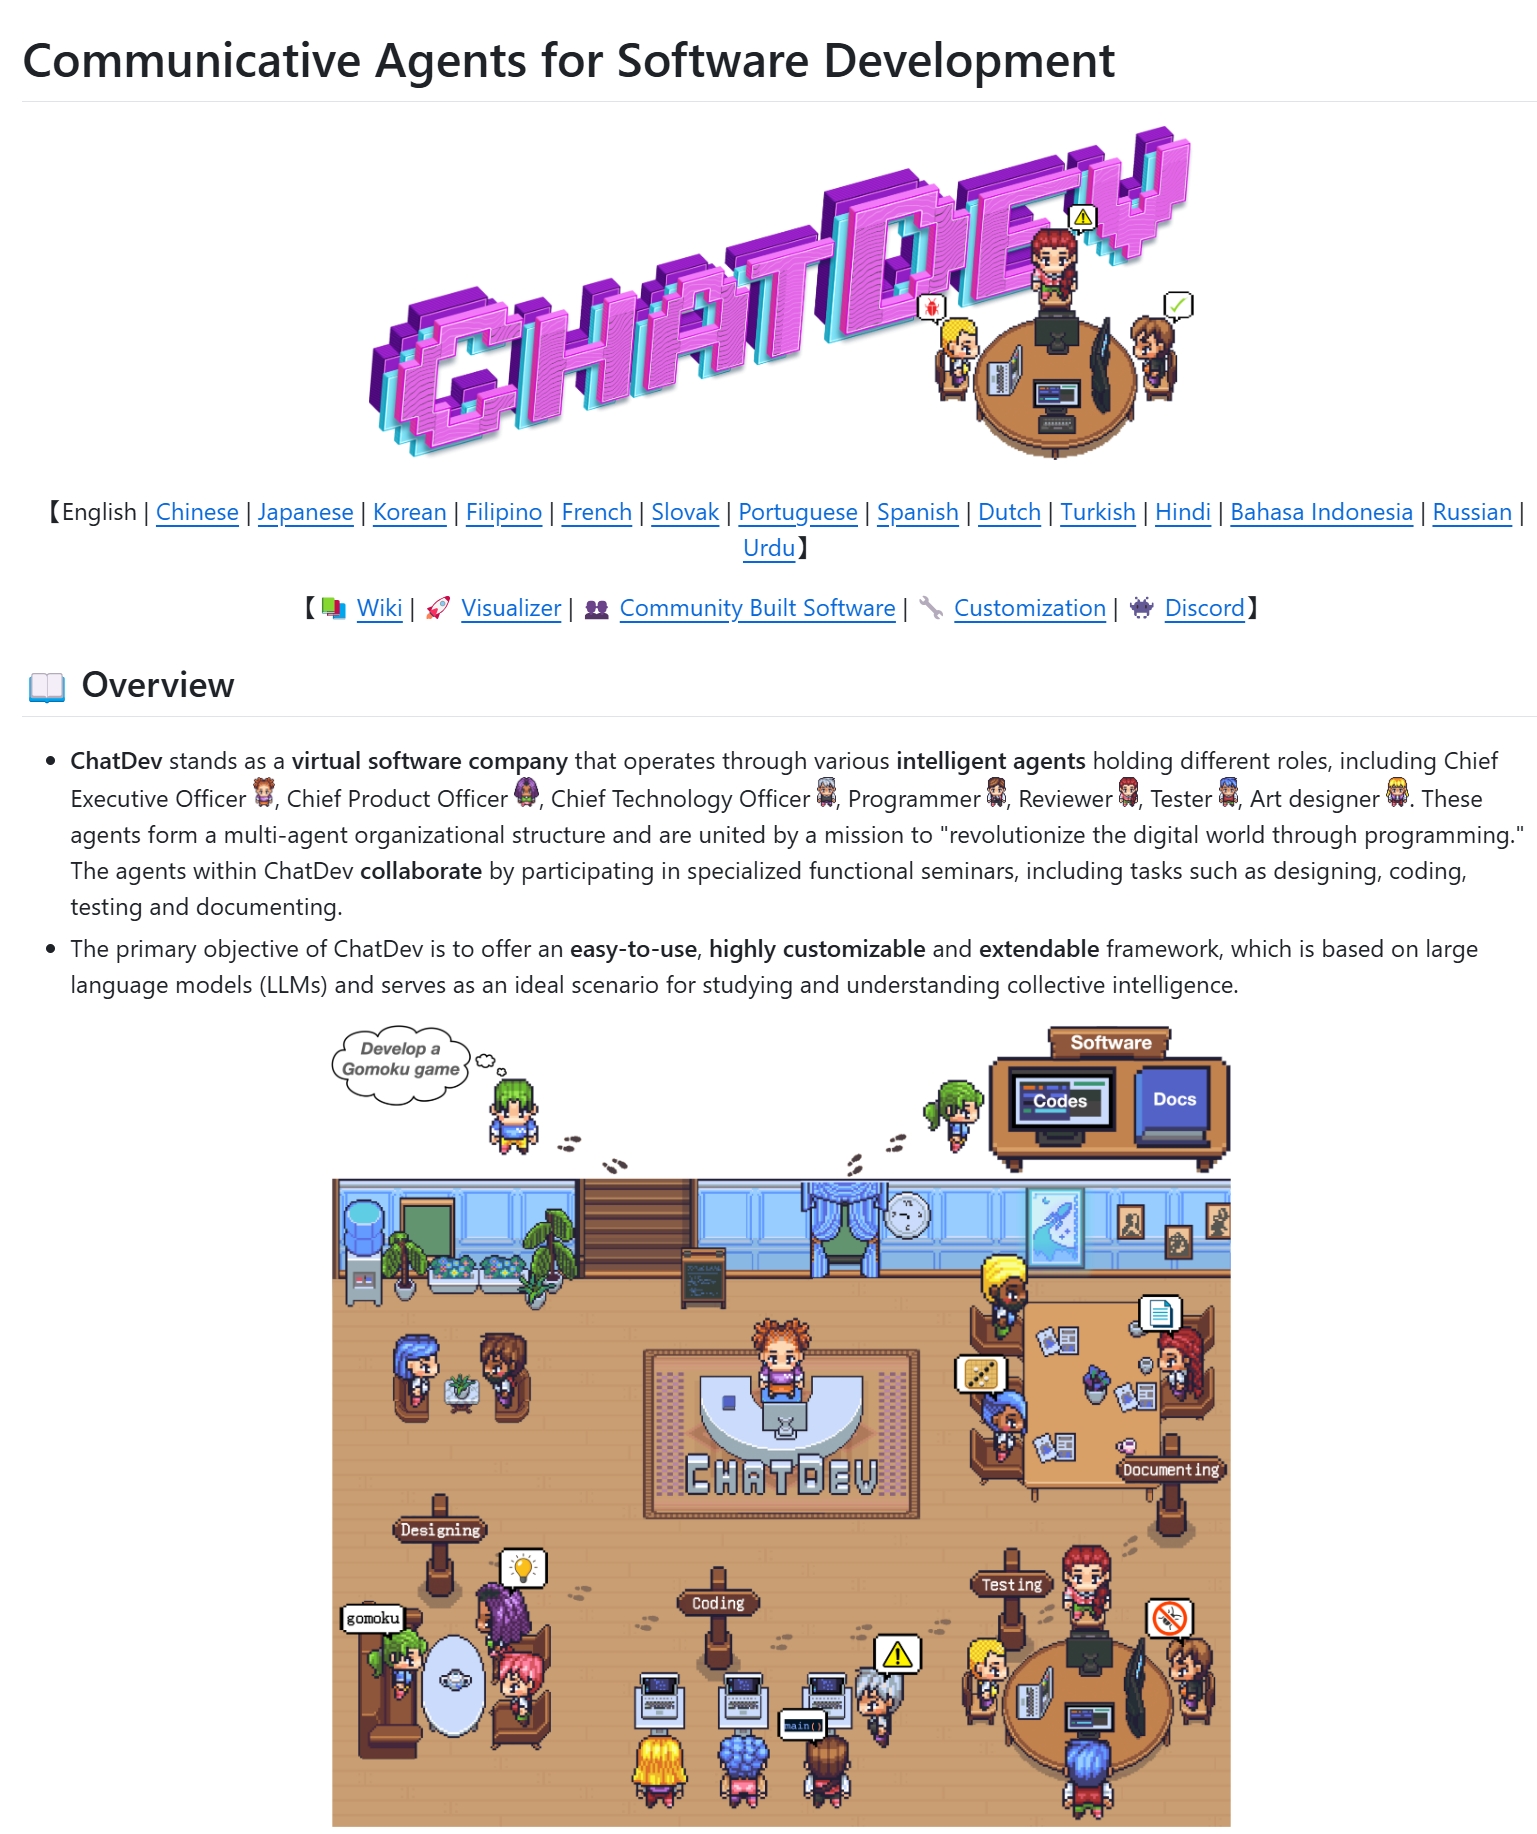 Communicative Agents for Software Development
CHATDEV
【English | Chinese | Japanese | Korean | Filipino | French | Slovak | Portuguese | Spanish | Dutch | Turkish | Hindi | Bahasa Indonesia | Russian |
Urdu】
【📚 Wiki | 🚀 Visualizer | 👥 Community Built Software | 🔧 Customization | 👾 Discord】
📖 Overview
• ChatDev stands as a virtual software company that operates through various intelligent agents holding different roles, including Chief
Executive Officer , Chief Product Officer , Chief Technology Officer , Programmer , Reviewer , Tester , Art designer . These
agents form a multi-agent organizational structure and are united by a mission to "revolutionize the digital world through programming."
The agents within ChatDev collaborate by participating in specialized functional seminars, including tasks such as designing, coding,
testing and documenting.
• The primary objective of ChatDev is to offer an easy-to-use, highly customizable and extendable framework, which is based on large
language models (LLMs) and serves as an ideal scenario for studying and understanding collective intelligence.
Develop a
Gomoku game
Software
Codes
Docs
CHATDEV
Documenting
Designing
Testing
Coding
gomoku
main()